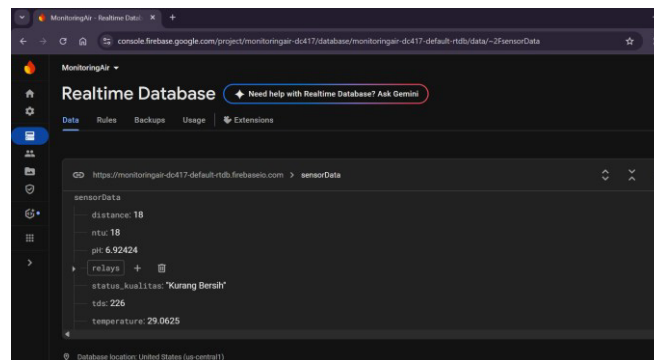 MonitoringAir - Realtime Datab
console.firebase.google.com/project/monitoringair-dc417/database/monitoringair-dc417-default-rtdb/data/~2FsensorData
MonitoringAir
Realtime Database
Need help with Realtime Database? Ask Gemini
Data Rules Backups Usage Extensions
https://monitoringair-dc417-default-rtdb.firebaseio.com > sensorData
sensorData
distance: 18
ntu: 18
pH: 6.92424
relays
status_kualitas: "Kurang Bersih"
tds: 226
temperature: 29.0625
Database location: United States (us-central1)